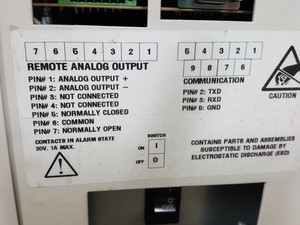 7 6 5 4 3 2 1
REMOTE ANALOG OUTPUT
PIN# 1: ANALOG OUTPUT +
PIN# 2: ANALOG OUTPUT -
PIN# 3: NOT CONNECTED
PIN# 4: NOT CONNECTED
PIN# 5: NORMALLY CLOSED
PIN# 6: COMMON
PIN# 7: NORMALLY OPEN
CONTACTS IN ALARM STATE
30V, 1A MAX.
SWITCH
ON I
OFF O
5 4 3 2 1
9 8 7 6
COMMUNICATION
PIN# 2: TXD
PIN# 3: RXD
PIN# 5: GND
CAUTION
CONTAINS PARTS AND ASSEMBLIES
SUSCEPTIBLE TO DAMAGE BY
ELECTROSTATIC DISCHARGE (ESD)